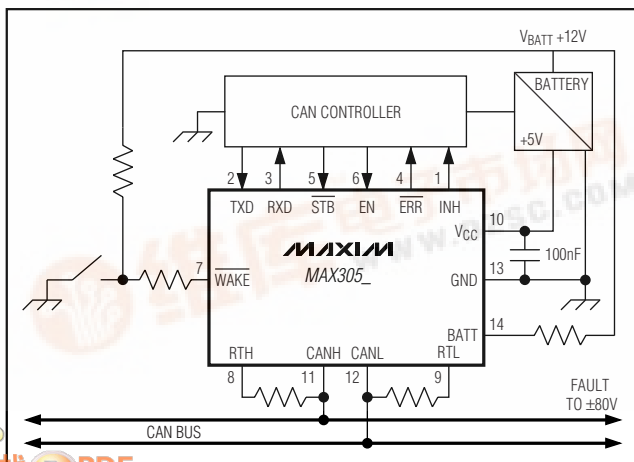 VBATT +12V
BATTERY
+5V
CAN CONTROLLER
2 3 5 6 4 1
TXD RXD STB EN ERR INH
MAXIM
MAX305_
VCC 10
100nF
7 WAKE
GND 13
BATT 14
RTH CANH CANL RTL
8 11 12 9
FAULT
TO ±80V
CAN BUS
PDF